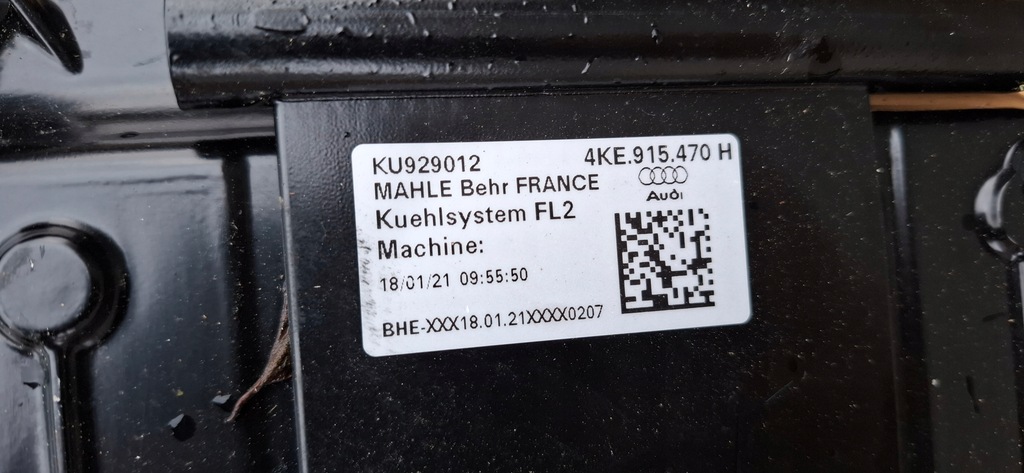 KU929012
4KE.915.470 H
MAHLE Behr FRANCE
Audi
Kuehlsystem FL2
Machine:
18/01/21 09:55:50
BHE-XXX18.01.21XXXX0207